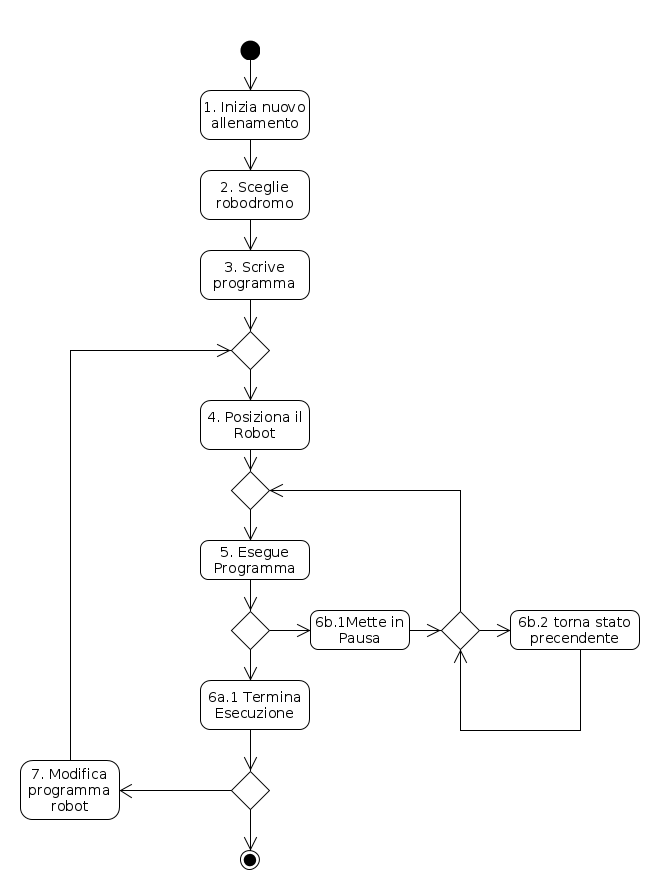 1. Inizia nuovo
allenamento
2. Sceglie
robodromo
3. Scrive
programma
4. Posiziona il
Robot
5. Esegue
Programma
6b.1Mette in
Pausa
6b.2 torna stato
precendente
6a.1 Termina
Esecuzione
7. Modifica
programma
robot